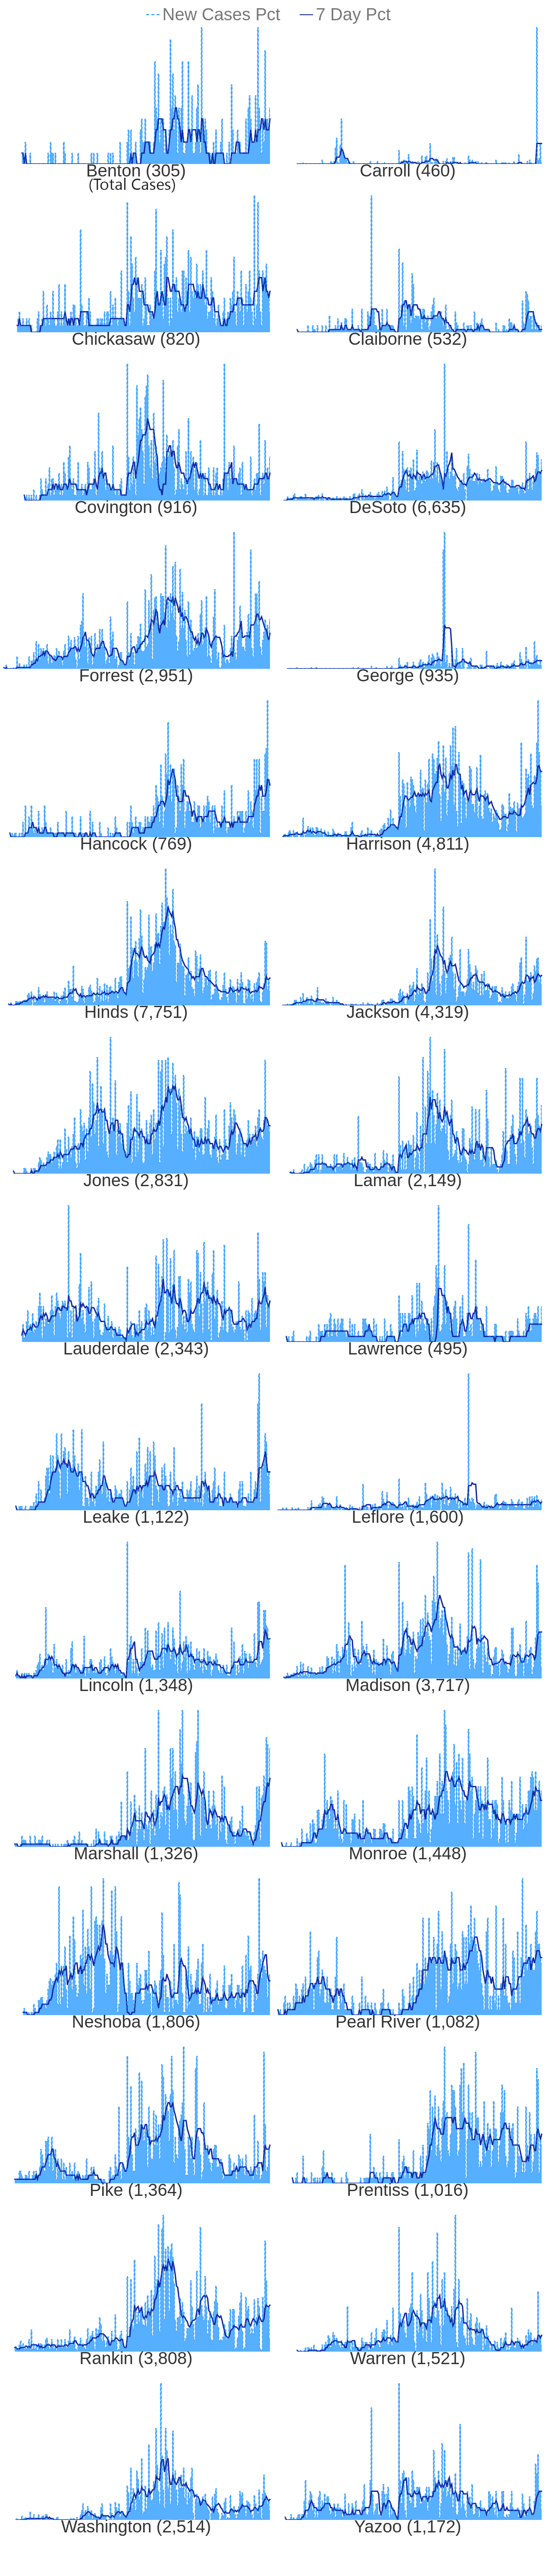 New Cases Pct 7 Day Pct
Benton (305) Carroll (460)
(Total Cases)
Chickasaw (820) Claiborne (532)
Covington (916) DeSoto (6,635)
Forrest (2,951) George (935)
Hancock (769) Harrison (4,811)
Hinds (7,751) Jackson (4,319)
Jones (2,831) Lamar (2,149)
Lauderdale (2,343) Lawrence (495)
Leake (1,122) Leflore (1,600)
Lincoln (1,348) Madison (3,717)
Marshall (1,326) Monroe (1,448)
Neshoba (1,806) Pearl River (1,082)
Pike (1,364) Prentiss (1,016)
Rankin (3,808) Warren (1,521)
Washington (2,514) Yazoo (1,172)